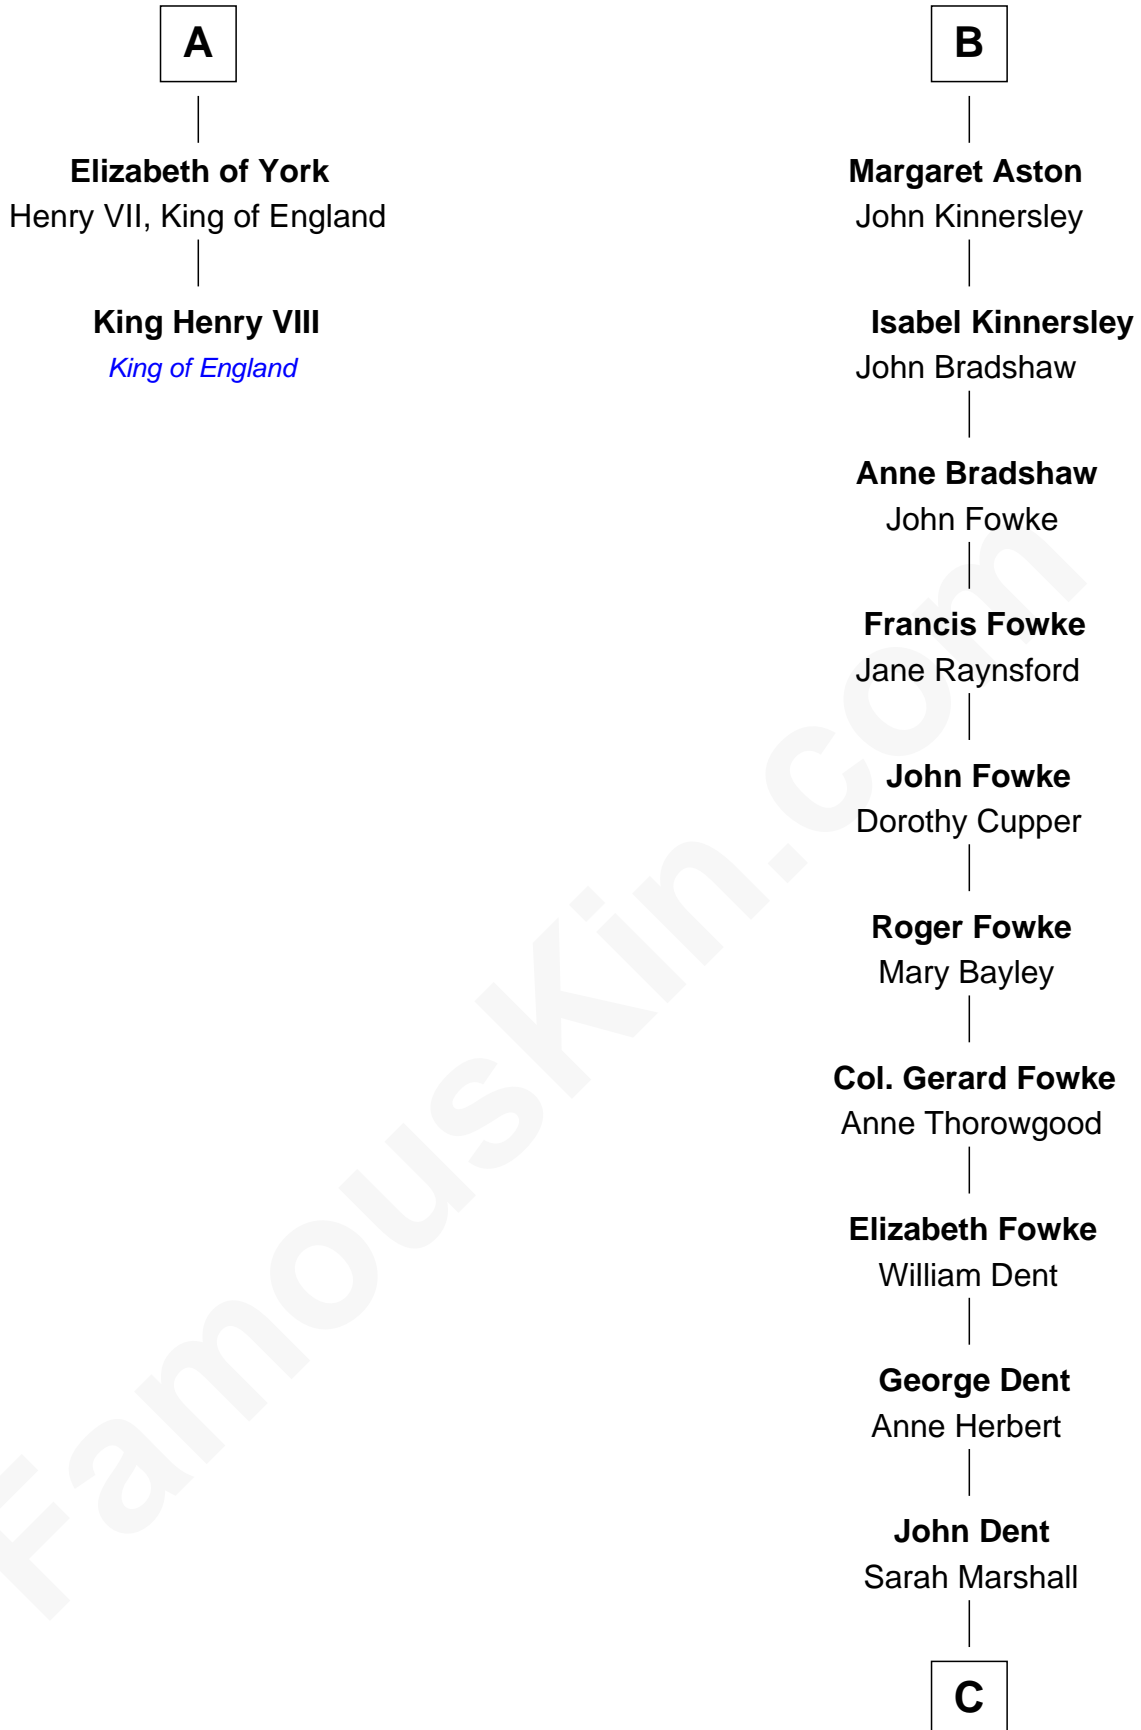 A
Elizabeth of York
Henry VII, King of England
King Henry VIII
King of England
B
Margaret Aston
John Kinnersley
Isabel Kinnersley
John Bradshaw
Anne Bradshaw
John Fowke
Francis Fowke
Jane Raynsford
John Fowke
Dorothy Cupper
Roger Fowke
Mary Bayley
Col. Gerard Fowke
Anne Thorowgood
Elizabeth Fowke
William Dent
George Dent
Anne Herbert
John Dent
Sarah Marshall
C
FamousKin.com